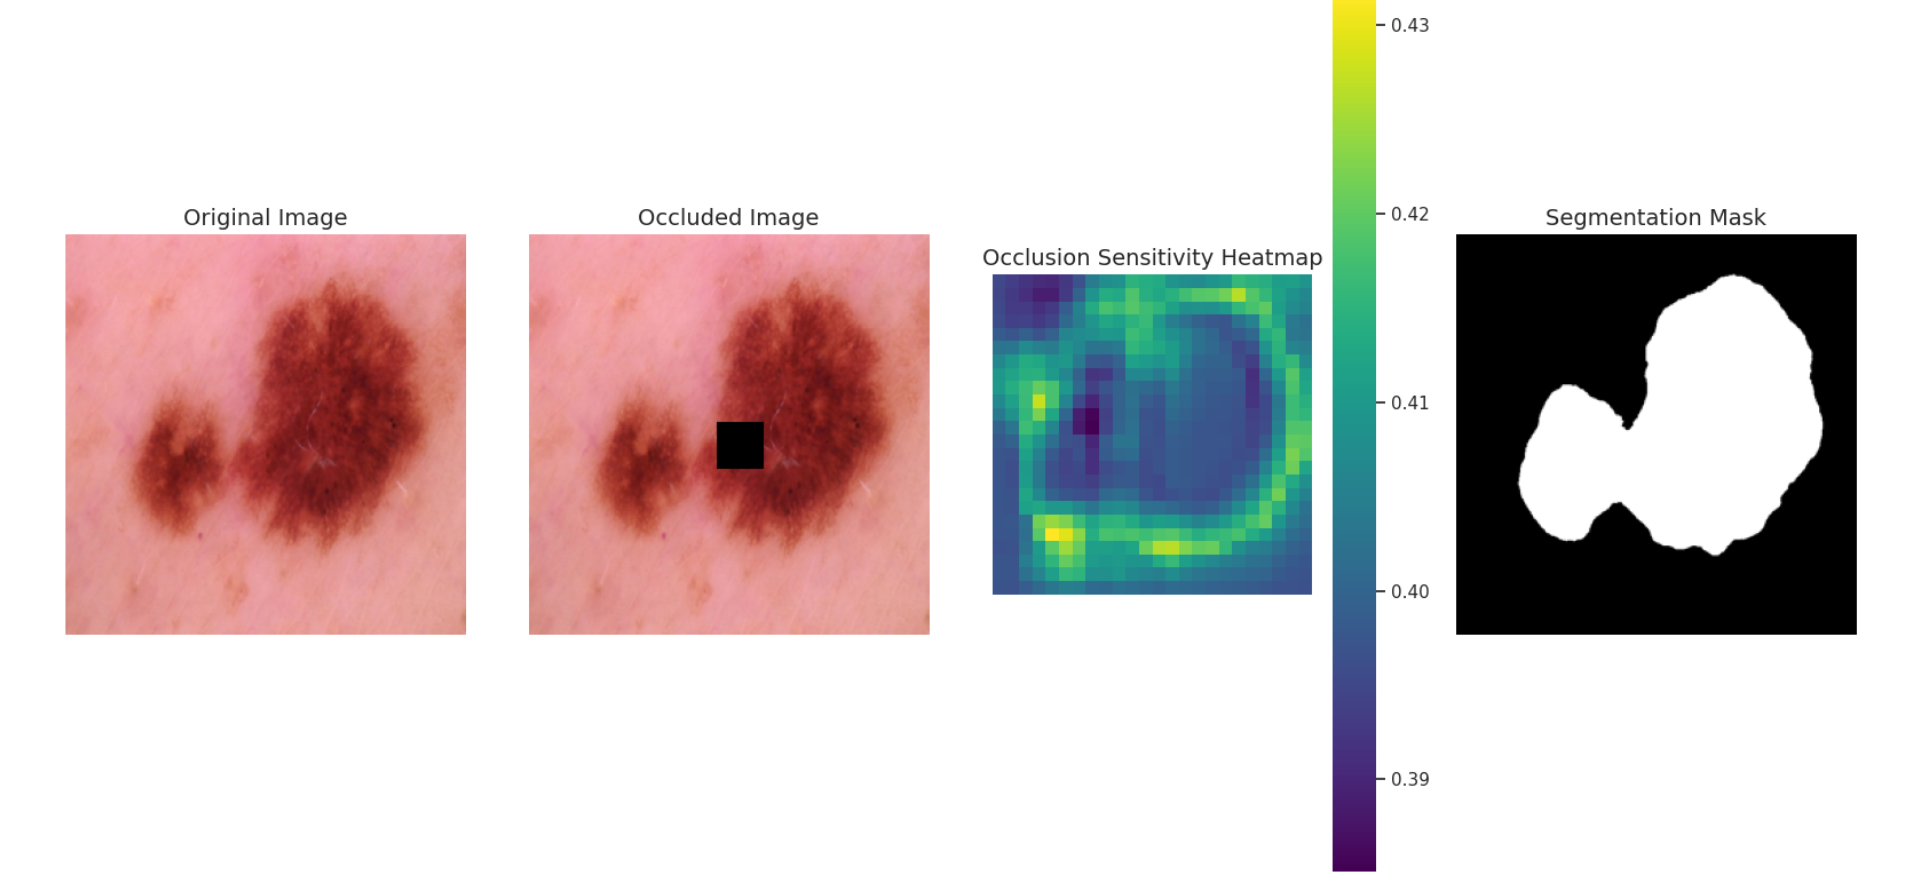 Original Image
Occluded Image
Occlusion Sensitivity Heatmap
Segmentation Mask
0.43
0.42
0.41
0.40
0.39